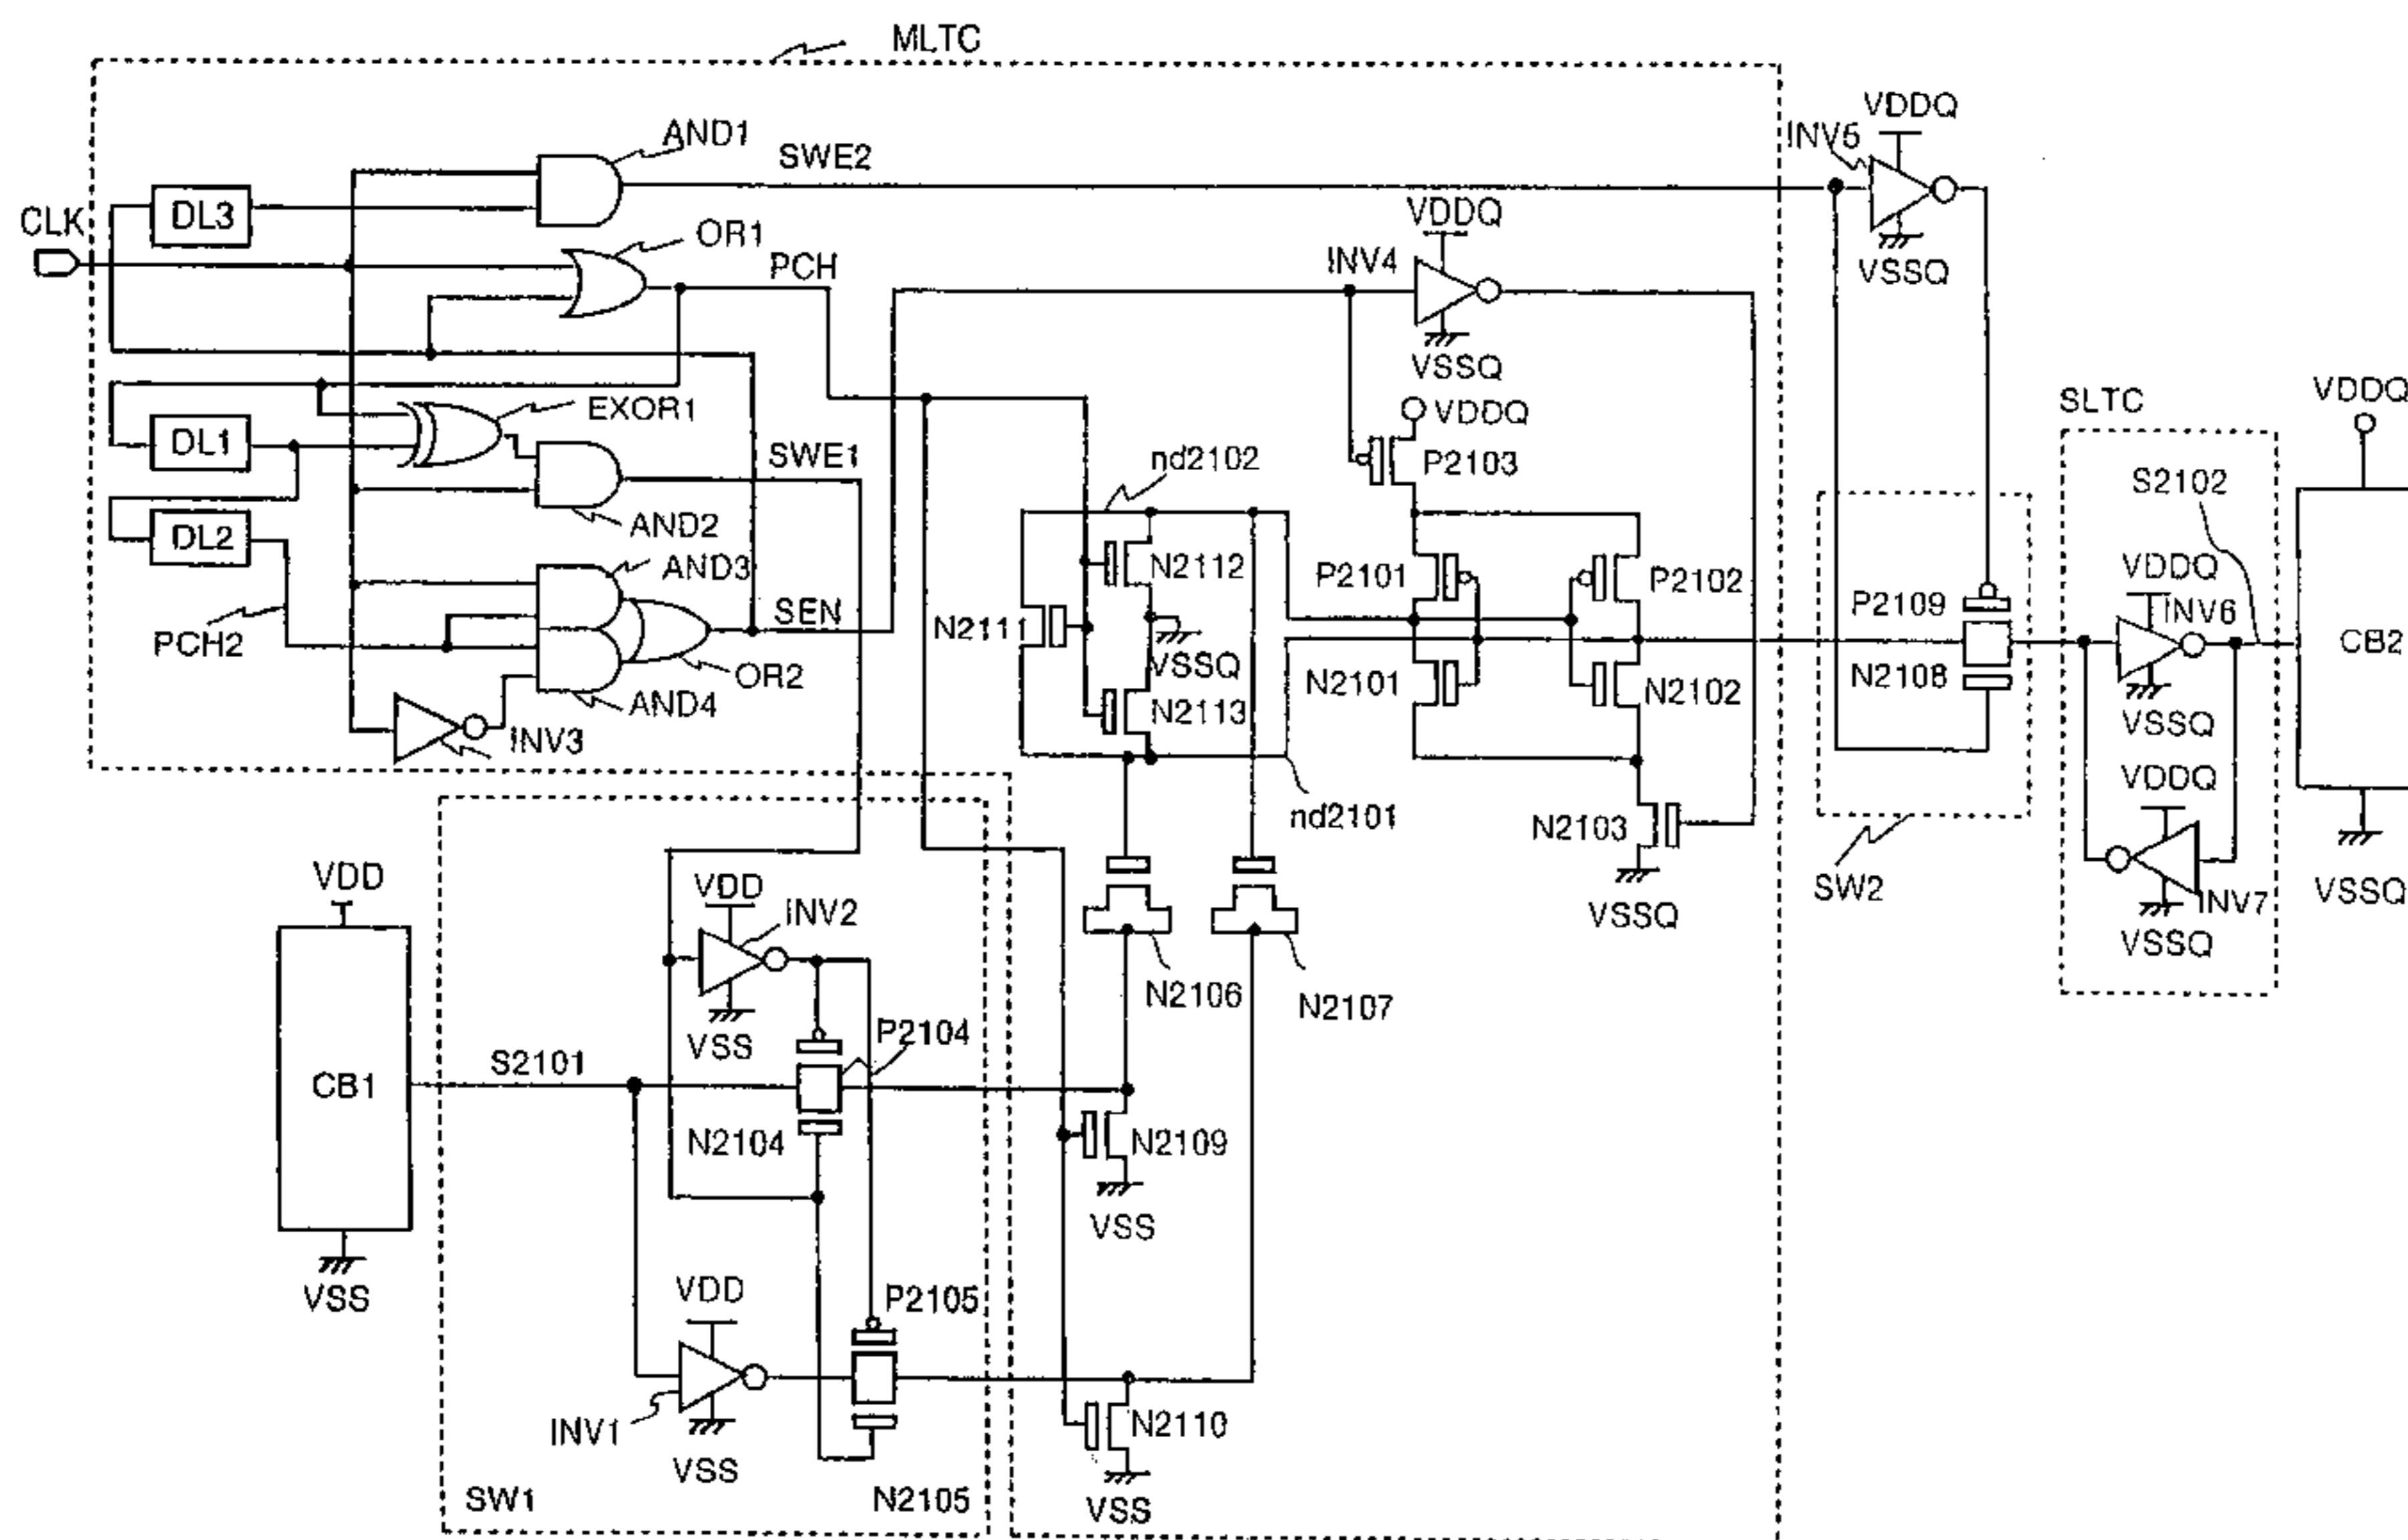 MLTC
AND1
SWE2
DL3
CLK
OR1
PCH
VDDQ
INV5
VSSQ
VDDQ
INV4
VSSQ
EXOR1
DL1
SWE1
AND2
DL2
AND3
SEN
PCH2
OR2
AND4
INV3
nd2102
VDDQ
P2103
N2112
N2111
VSSQ
N2113
P2101
P2102
N2101
N2102
nd2101
N2103
VSSQ
P2109
N2108
SW2
SLTC
S2102
VDDQ
INV6
VSSQ
VDDQ
INV7
VSSQ
VDDQ
CB2
VSSQ
VDD
CB1
VSS
VDD
INV2
VSS
P2104
S2101
N2104
N2106
N2107
N2109
VSS
VDD
P2105
INV1
VSS
SW1
N2105
N2110
VSS